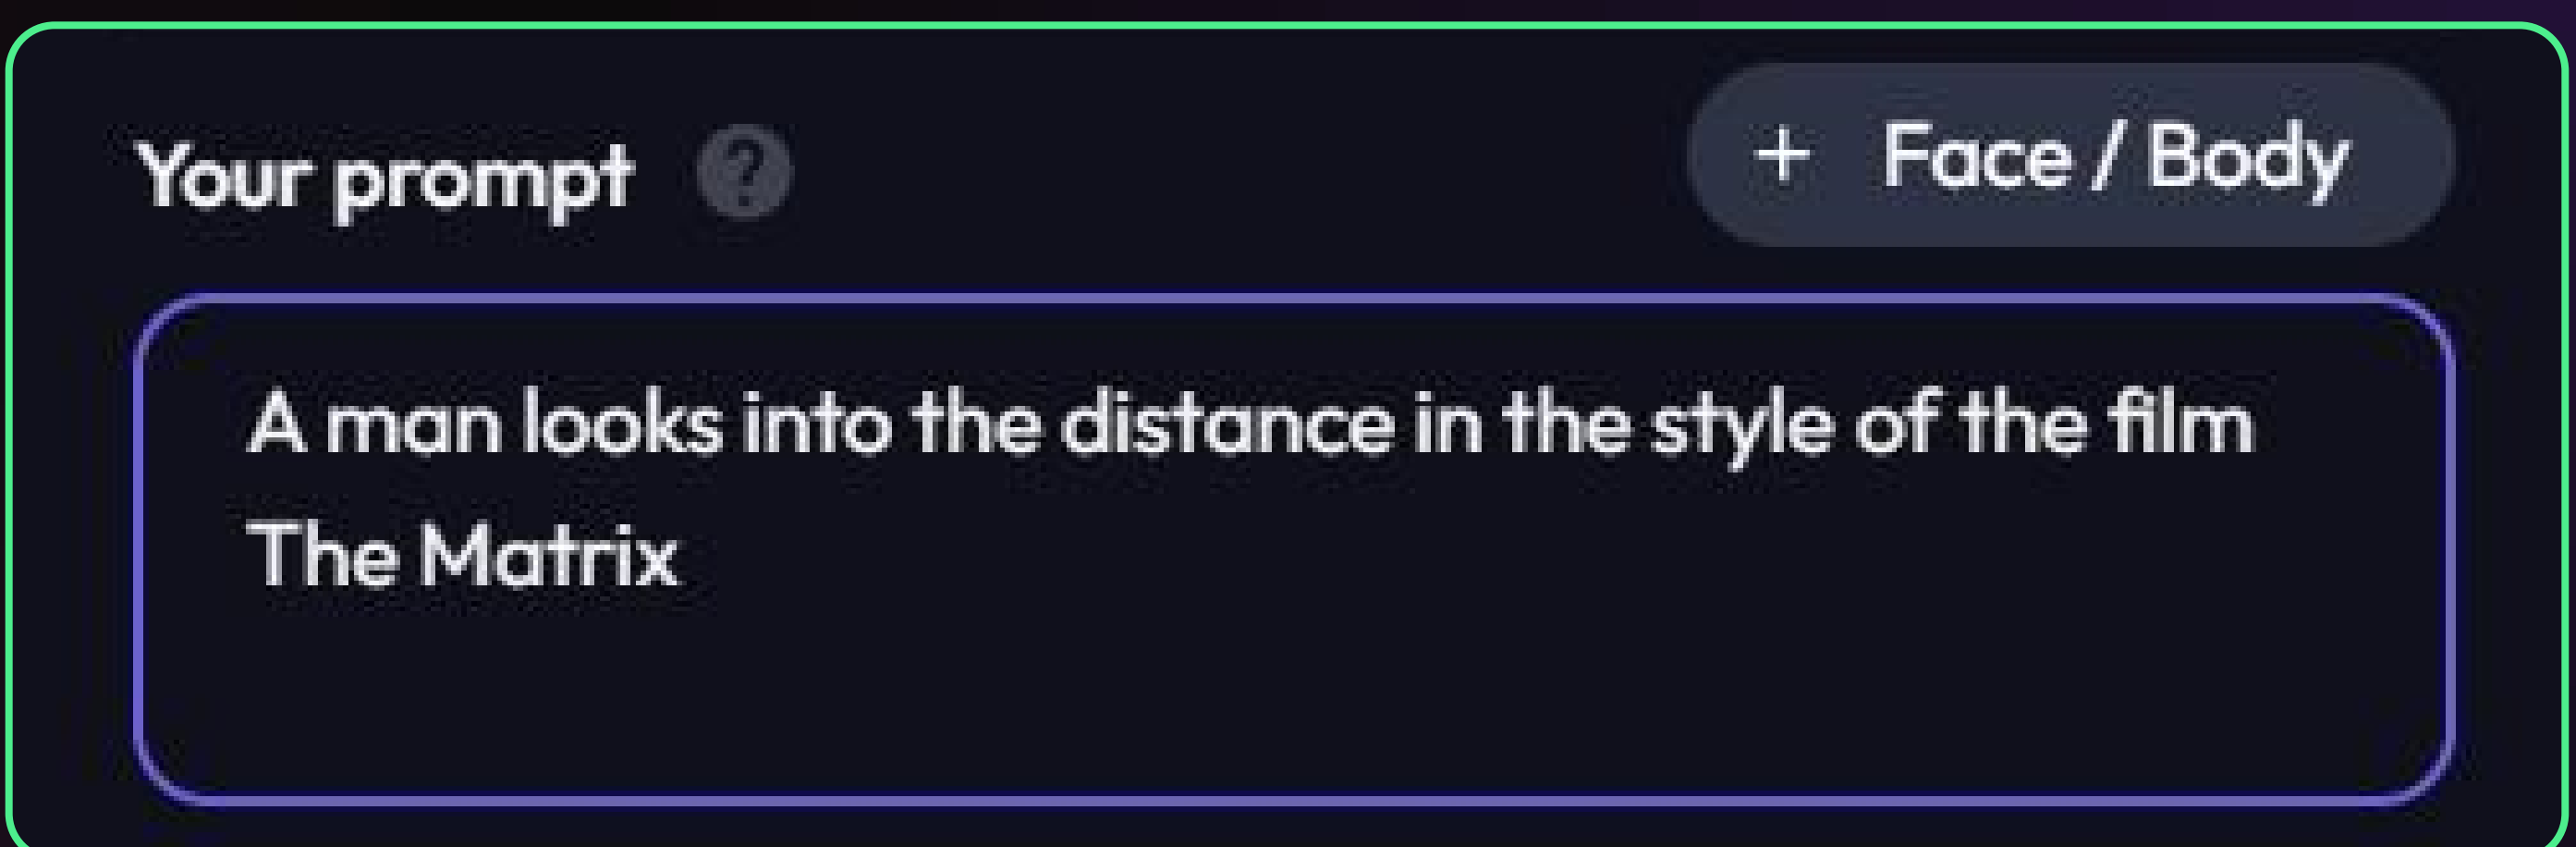 Your prompt ?
+ Face / Body
A man looks into the distance in the style of the film
The Matrix